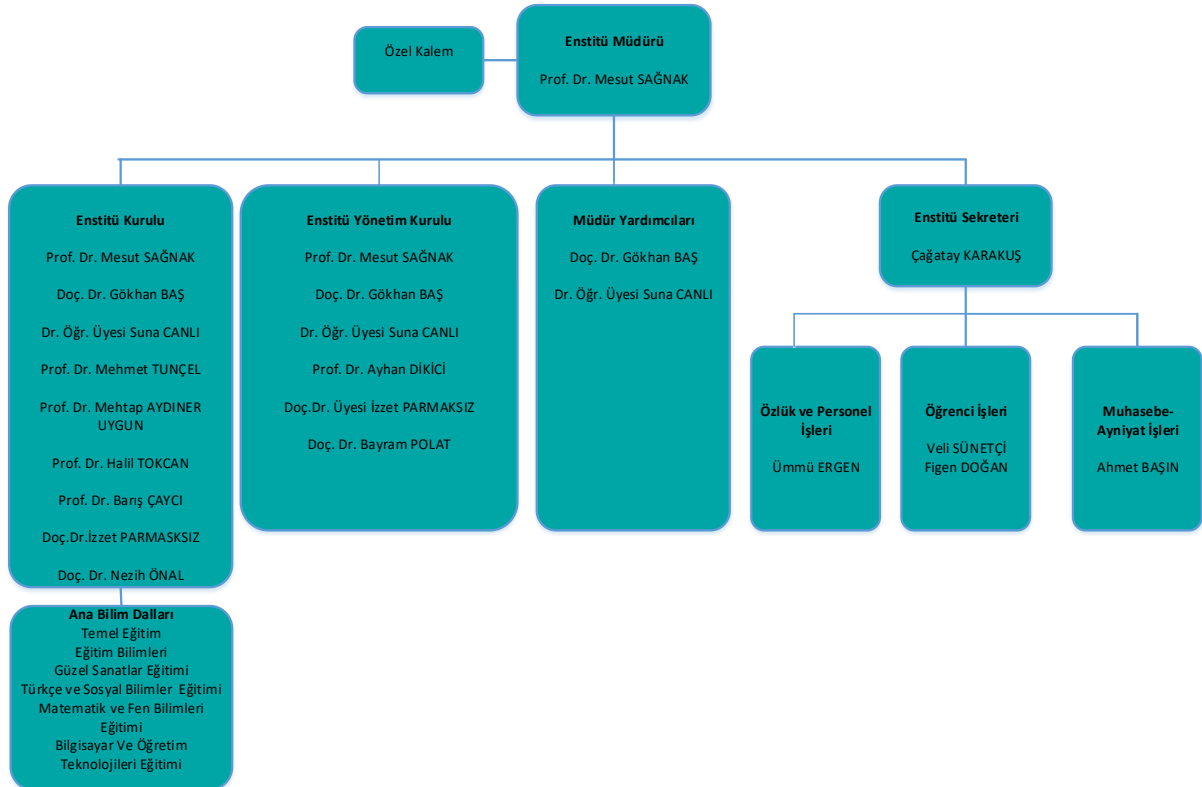 Özel Kalem
Enstitü Müdürü
Prof. Dr. Mesut SAĞNAK
Enstitü Kurulu
Prof. Dr. Mesut SAĞNAK
Doç. Dr. Gökhan BAŞ
Dr. Öğr. Üyesi Suna CANLI
Prof. Dr. Mehmet TUNÇEL
Prof. Dr. Mehtap AYDINER
UYGUN
Prof. Dr. Halil TOKCAN
Prof. Dr. Barış ÇAYCI
Doç.Dr.İzzet PARMASKSIZ
Doç. Dr. Nezih ÖNAL
Ana Bilim Dalları
Temel Eğitim
Eğitim Bilimleri
Güzel Sanatlar Eğitimi
Türkçe ve Sosyal Bilimler Eğitimi
Matematik ve Fen Bilimleri
Eğitimi
Bilgisayar Ve Öğretim
Teknolojileri Eğitimi
Enstitü Yönetim Kurulu
Prof. Dr. Mesut SAĞNAK
Doç. Dr. Gökhan BAŞ
Dr. Öğr. Üyesi Suna CANLI
Prof. Dr. Ayhan DİKİCİ
Doç.Dr. Üyesi İzzet PARMAKSIZ
Doç. Dr. Bayram POLAT
Müdür Yardımcıları
Doç. Dr. Gökhan BAŞ
Dr. Öğr. Üyesi Suna CANLI
Enstitü Sekreteri
Çağatay KARAKUŞ
Özlük ve Personel
İşleri
Ümmü ERGEN
Öğrenci İşleri
Veli SÜNETÇİ
Figen DOĞAN
Muhasebe-
Ayniyat İşleri
Ahmet BAŞIN